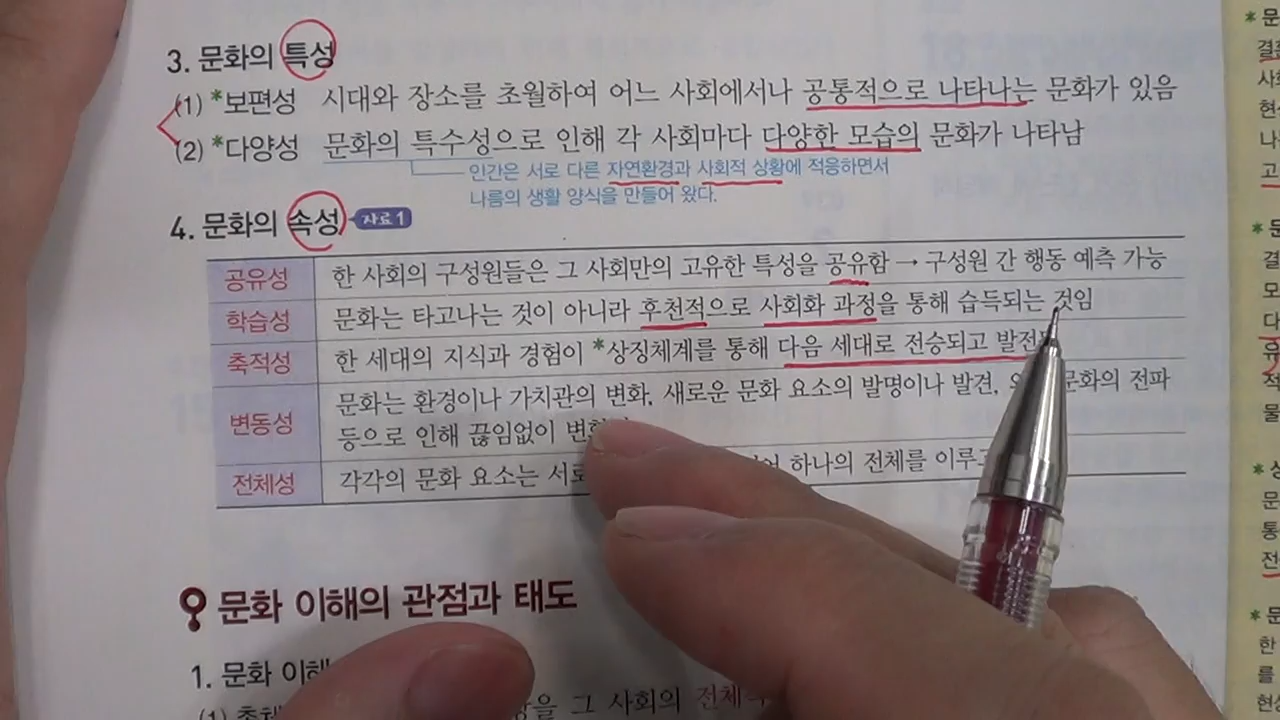 3. 문화의 특성
(1) *보편성 시대와 장소를 초월하여 어느 사회에서나 공통적으로 나타나는 문화가 있음
(2) *다양성 문화의 특수성으로 인해 각 사회마다 다양한 모습의 문화가 나타남
인간은 서로 다른 자연환경과 사회적 상황에 적응하면서
나름의 생활 양식을 만들어 왔다.
4. 문화의 속성 자료1
공유성 한 사회의 구성원들은 그 사회만의 고유한 특성을 공유함 → 구성원 간 행동 예측 가능
학습성 문화는 타고나는 것이 아니라 후천적으로 사회화 과정을 통해 습득되는 것임
축적성 한 세대의 지식과 경험이 *상징체계를 통해 다음 세대로 전승되고
변동성 문화는 환경이나 가치관의 변화, 새로운 문화 요소의 발명이나 발견, 문화의 전파
등으로 인해 끊임없이
전체성 각각의 문화 요소는 하나의 전체를
문화 이해의 관점과 태도
1. 문화
(1) 그 사회의